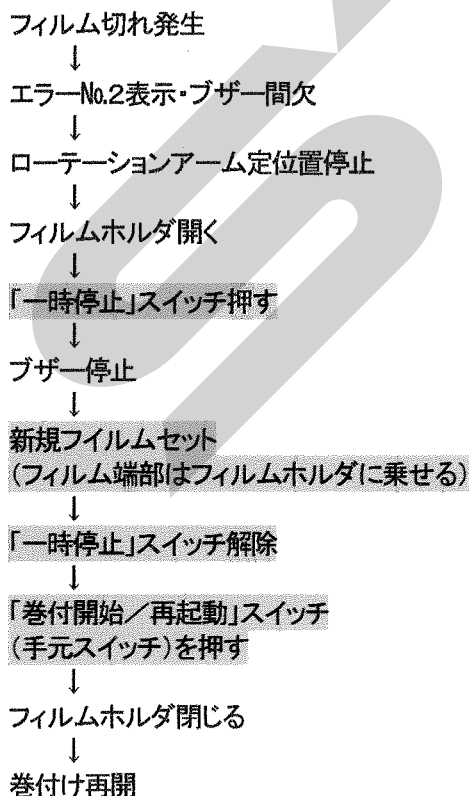 フィルム切れ発生
↓
エラーNo.2表示・ブザー間欠
↓
ローテーションアーム定位置停止
↓
フィルムホルダ開く
↓
「一時停止」スイッチ押す
↓
ブザー停止
↓
新規フイルムセット
(フィルム端部はフィルムホルダに乗せる)
↓
「一時停止」スイッチ解除
↓
「巻付開始／再起動」スイッチ
(手元スイッチ)を押す
↓
フィルムホルダ閉じる
↓
巻付け再開